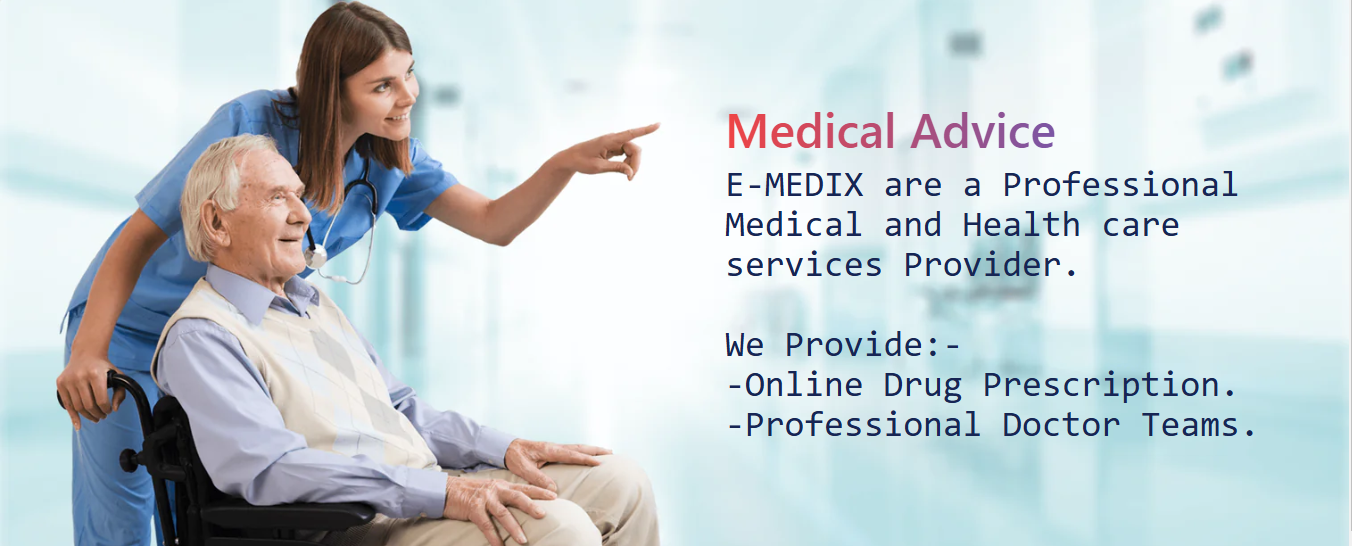 Medical Advice
E-MEDIX are a Professional
Medical and Health care
services Provider.
We Provide:-
-Online Drug Prescription.
-Professional Doctor Teams.